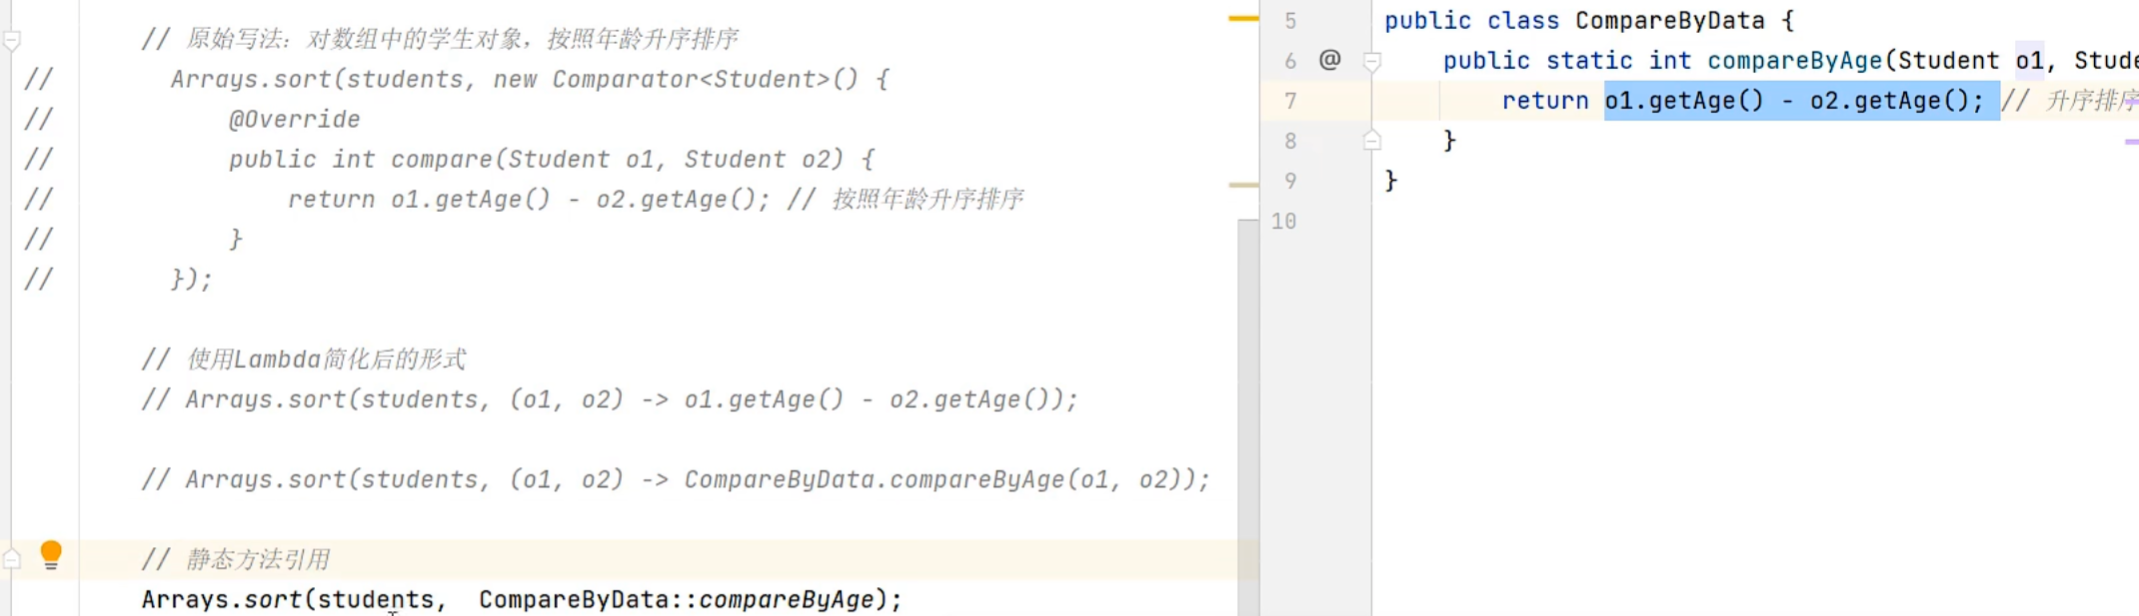 // 原始写法：对数组中的学生对象，按照年龄升序排序
// Arrays.sort(students, new Comparator<Student>() {
// @Override
// public int compare(Student o1, Student o2) {
// return o1.getAge() - o2.getAge(); // 按照年龄升序排序
// }
// });
// 使用Lambda简化后的形式
// Arrays.sort(students, (o1, o2) -> o1.getAge() - o2.getAge());
// Arrays.sort(students, (o1, o2) -> CompareByData.compareByAge(o1, o2));
// 静态方法引用
Arrays.sort(students, CompareByData::compareByAge);
5 public class CompareByData {
6 @ public static int compareByAge(Student o1, Stude
7 return o1.getAge() - o2.getAge(); // 升序排序
8 }
9 }
10